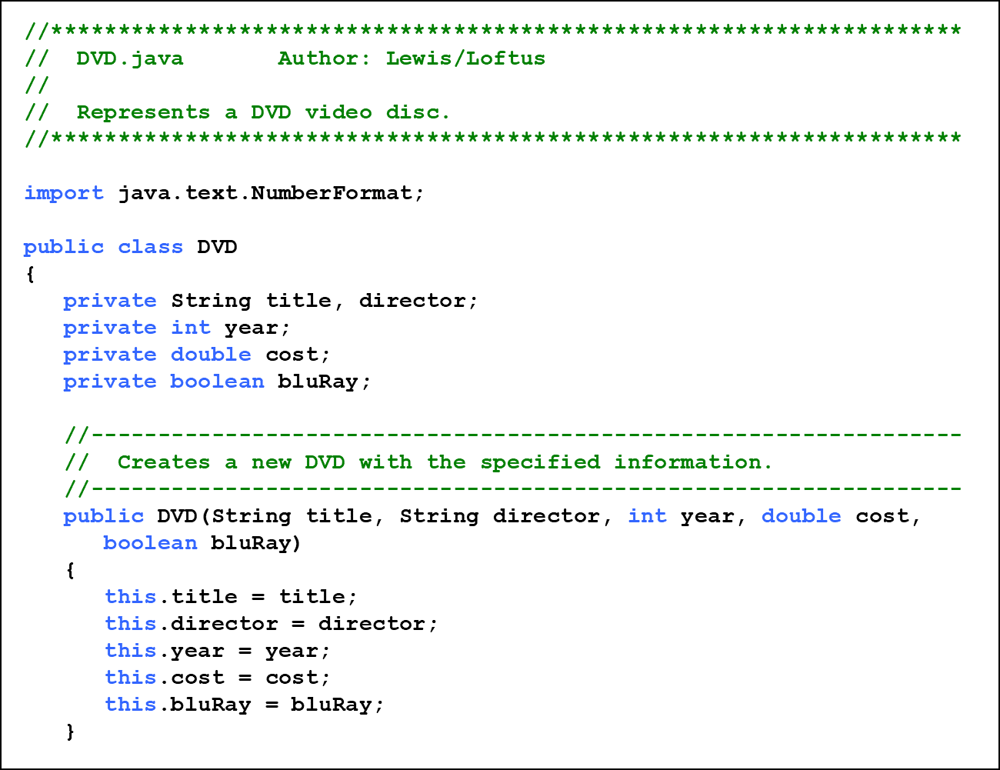 //********************************************************************
//  DVD.java       Author: Lewis/Loftus
//
//  Represents a DVD video disc.
//********************************************************************

import java.text.NumberFormat;

public class DVD
{
   private String title, director;
   private int year;
   private double cost;
   private boolean bluRay;

   //-----------------------------------------------------------------
   //  Creates a new DVD with the specified information.
   //-----------------------------------------------------------------
   public DVD(String title, String director, int year, double cost,
      boolean bluRay)
   {
      this.title = title;
      this.director = director;
      this.year = year;
      this.cost = cost;
      this.bluRay = bluRay;
   }